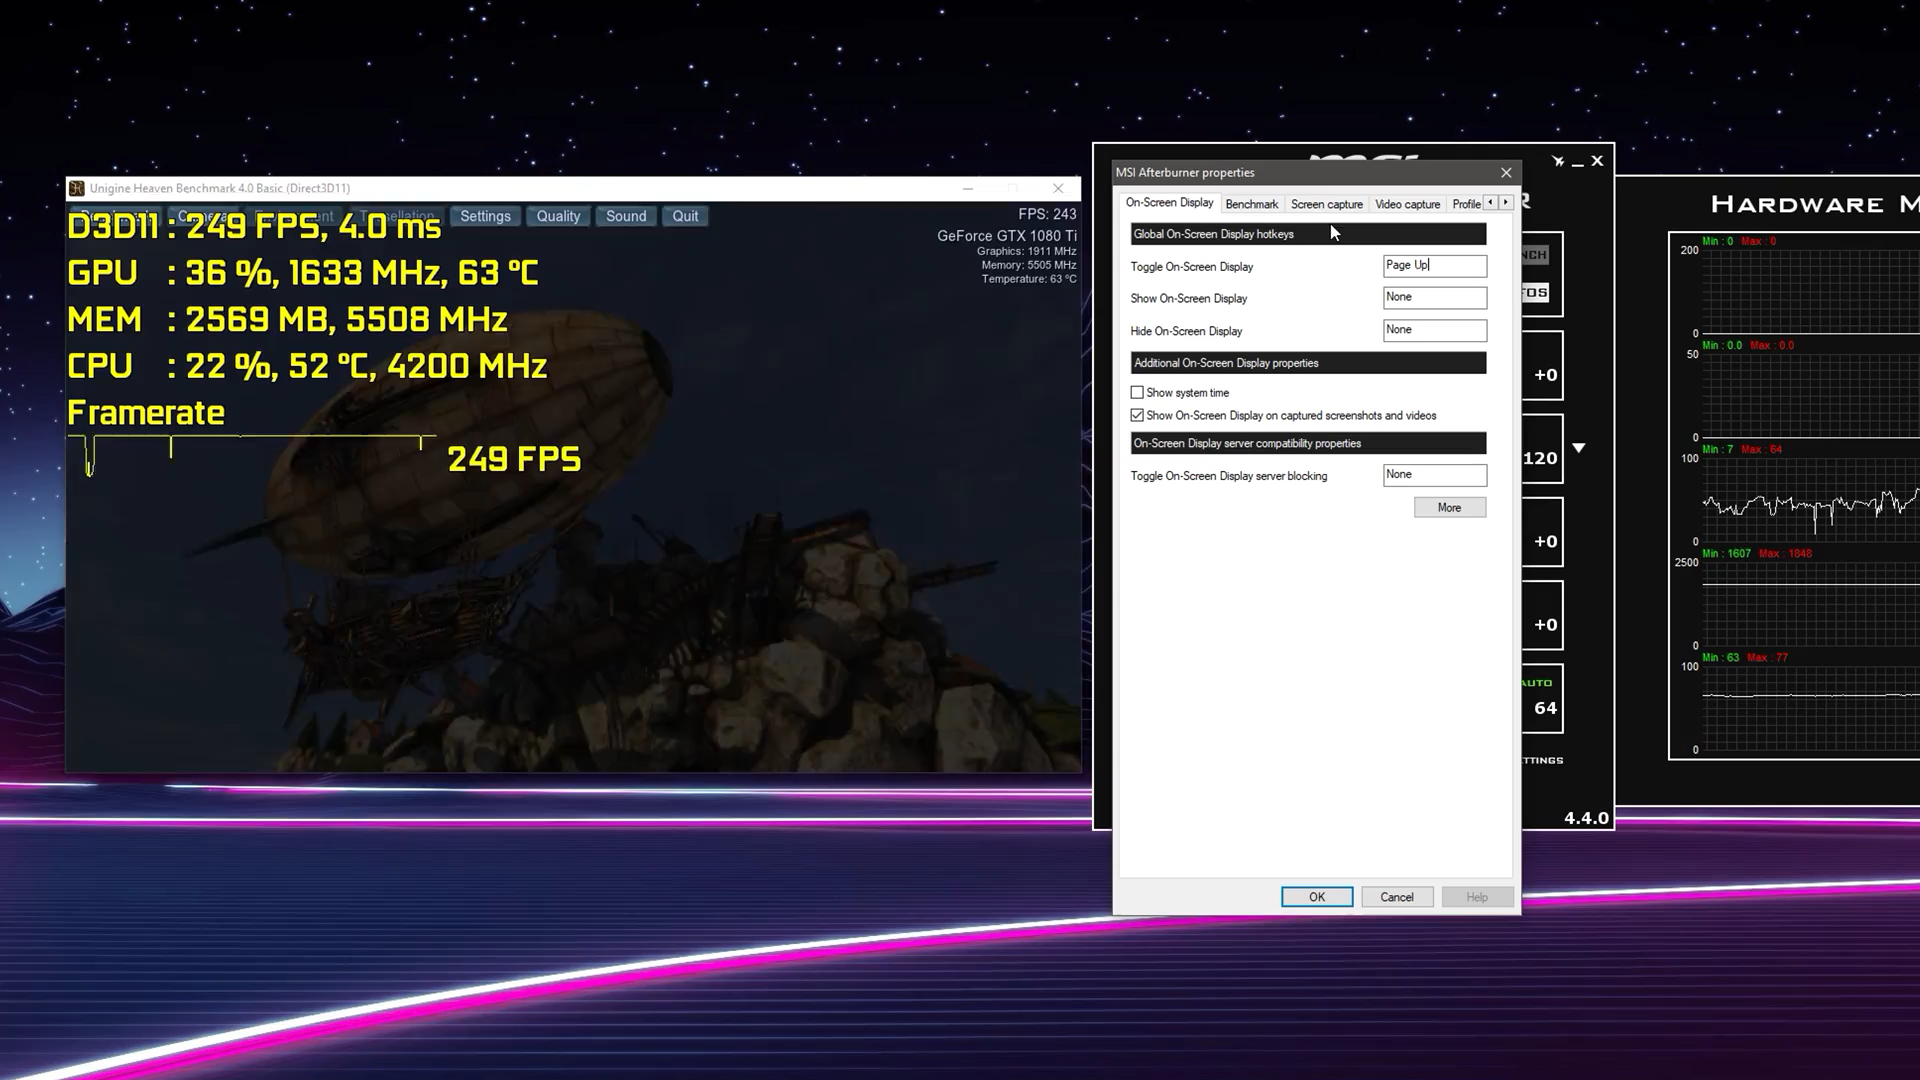 Unigine Heaven Benchmark 4.0 Basic (Direct3D11)
Settings
Quality
Sound
Quit
D3D11 : 249 FPS, 4.0 ms
GPU : 36 %, 1633 MHz, 63 ºC
MEM : 2569 MB, 5508 MHz
CPU : 22 %, 52 ºC, 4200 MHz
Framerate
249 FPS
FPS: 243
GeForce GTX 1080 Ti
Graphics: 1911 MHz
Memory: 5505 MHz
Temperature: 63 ºC
MSI Afterburner properties
On-Screen Display
Benchmark
Screen capture
Video capture
Profile
Global On-Screen Display hotkeys
Toggle On-Screen Display
Page Up
Show On-Screen Display
None
Hide On-Screen Display
None
Additional On-Screen Display properties
Show system time
Show On-Screen Display on captured screenshots and videos
On-Screen Display server compatibility properties
Toggle On-Screen Display server blocking
None
More
OK
Cancel
Help
+0
120
+0
+0
AUTO
64
TTINGS
4.4.0
HARDWARE M
Min : 0 Max : 0
200
0
Min : 0.0 Max : 0.0
50
0
Min : 7 Max : 64
100
0
Min : 1607 Max : 1848
2500
0
Min : 63 Max : 77
100
0